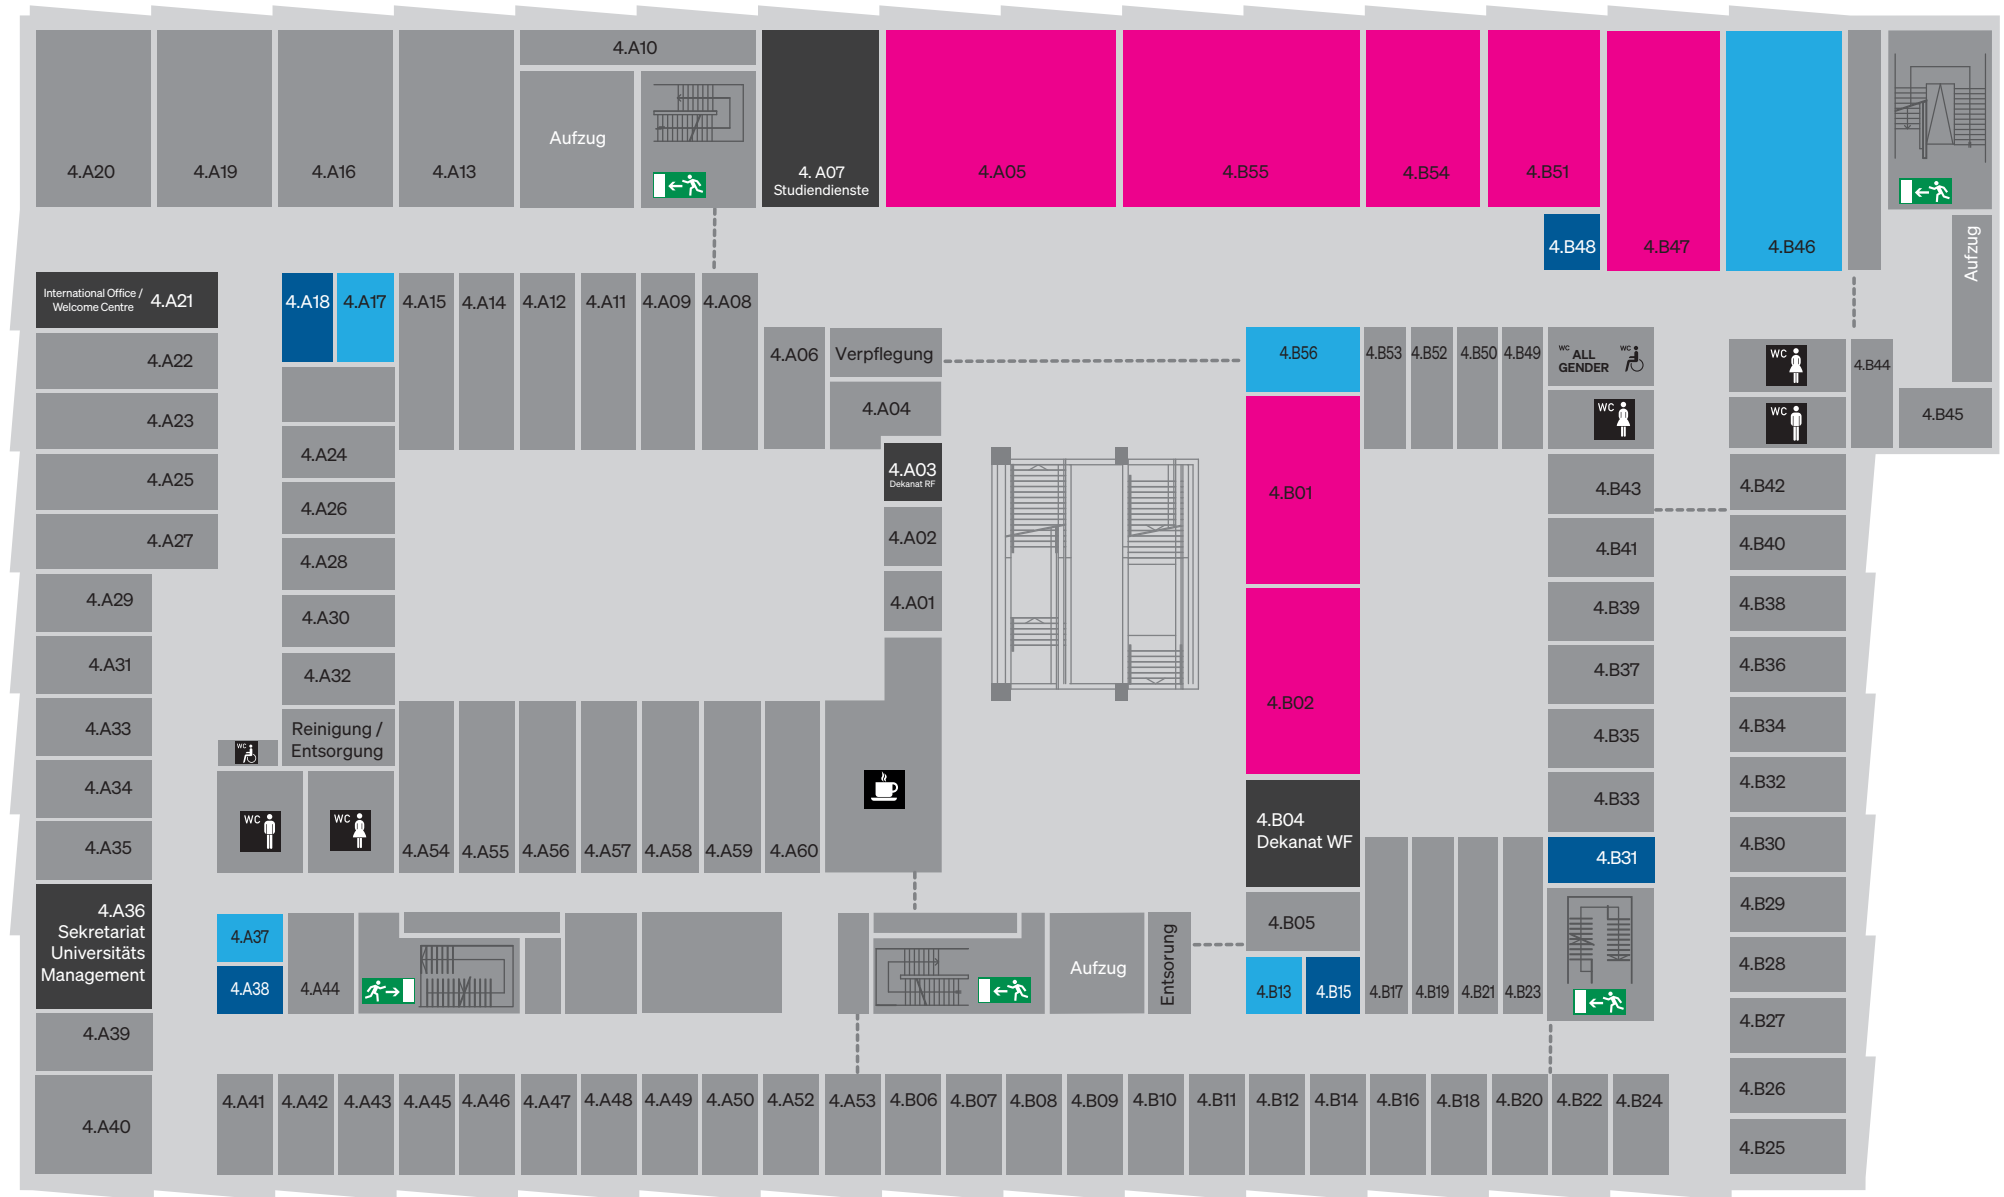 4.A10
Aufzug
4.A20
4.A19
4.A16
4.A13
4. A07
Studiendienste
4.A05
4.B55
4.B54
4.B51
4.B48
4.B47
4.B46
Aufzug
International Office /
Welcome Centre
4.A21
4.A18
4.A17
4.A15
4.A14
4.A12
4.A11
4.A09
4.A08
4.A06
Verpflegung
4.A04
4.B56
4.B53
4.B52
4.B50
4.B49
WC
ALL
GENDER
WC
WC
WC
WC
4.B44
4.B45
4.A22
4.A23
4.A25
4.A27
4.A24
4.A26
4.A28
4.A30
4.A32
Reinigung /
Entsorgung
4.A03
Dekanat RF
4.A02
4.A01
4.B01
4.B02
4.B04
Dekanat WF
4.B05
4.B43
4.B41
4.B39
4.B37
4.B35
4.B33
4.B31
4.B42
4.B40
4.B38
4.B36
4.B34
4.B32
4.B30
4.B29
4.B28
4.B27
4.B26
4.B25
4.A29
4.A31
4.A33
4.A34
4.A35
4.A36
Sekretariat
Universitäts
Management
4.A39
4.A40
WC
WC
WC
4.A54
4.A55
4.A56
4.A57
4.A58
4.A59
4.A60
4.A37
4.A38
4.A44
Aufzug
Entsorung
4.B13
4.B15
4.B17
4.B19
4.B21
4.B23
4.A41
4.A42
4.A43
4.A45
4.A46
4.A47
4.A48
4.A49
4.A50
4.A52
4.A53
4.B06
4.B07
4.B08
4.B09
4.B10
4.B11
4.B12
4.B14
4.B16
4.B18
4.B20
4.B22
4.B24